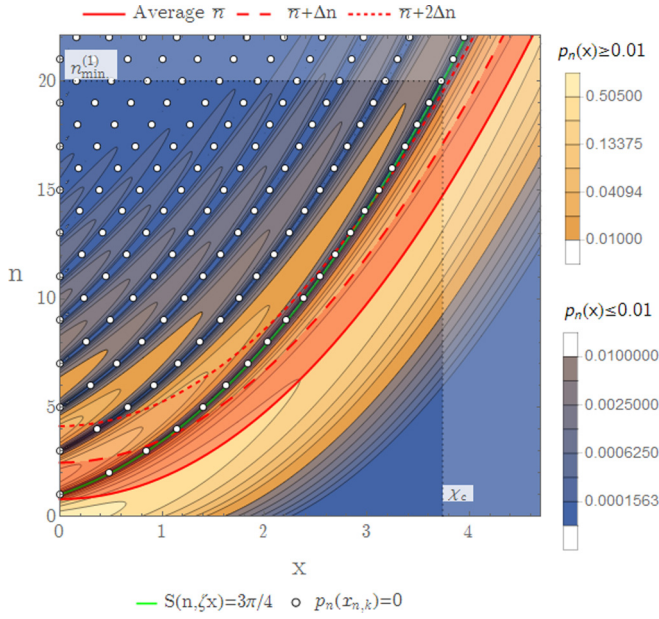 Average n̅ n̅+Δn n̅+2Δn
n_min.^(1)
20
15
10
5
0
n
0 1 2 3 4
x
χ_c
p_n(x)≥0.01
0.50500
0.13375
0.04094
0.01000
p_n(x)≤0.01
0.0100000
0.0025000
0.0006250
0.0001563
S(n,ζx)=3π/4 p_n(x_{n,k})=0